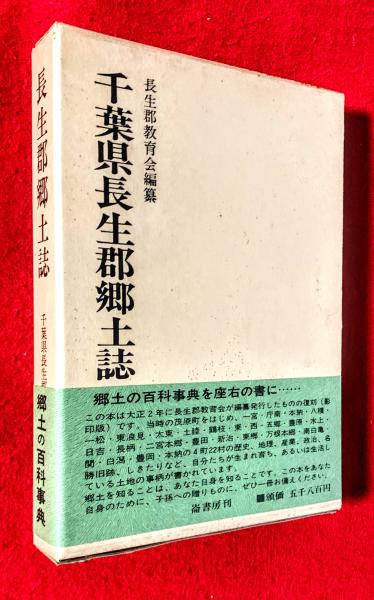 長生郡教育会編纂
千葉県長生郡郷土誌
長生郡郷土誌
千葉県長生
郷土の百科事典
郷土の百科事典を座右の書に……
この本は大正2年に長生郡教育会が編纂発行したものの復刻（影
印版）です。当時の茂原町をはじめ、一宮・庁南・本納・八積・
一松・東浪見・太東・土睦・鶴枝・東・西・五郷・豊原・水上・
日吉・長柄・二宮本郷・豊田・新治・東郷・万根本郷・南白亀・
関・白潟・豊岡・本納の4町22村の歴史、地理、産業、政治、名
勝旧跡、しきたりなど、自分たちが生まれ育ち、あるいは生活し
ている土地の事柄が書かれています。
郷土を知ることは、あなた自身を知ることです。この本をあなた
自身のために、子孫への贈りものに、ぜひ一冊お備えください。
■頒価 五千八百円
崙書房刊